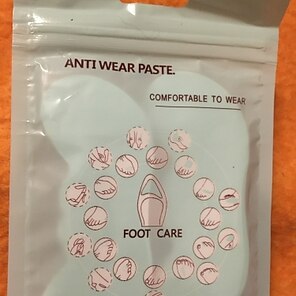 ANTI WEAR PASTE.
COMFORTABLE TO WEAR
FOOT CARE